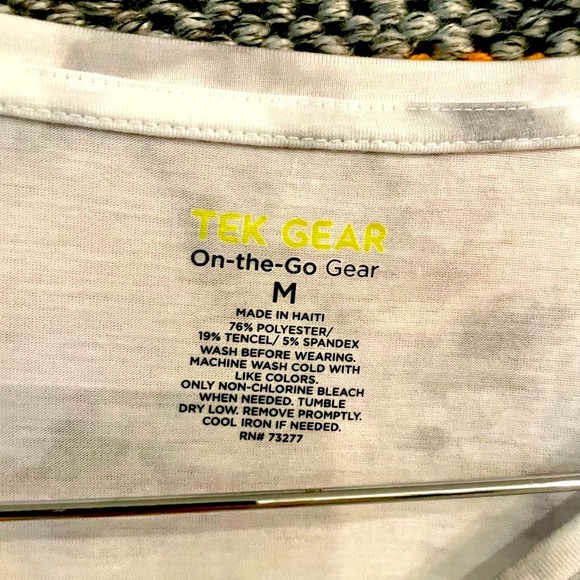 TEK GEAR
On-the-Go Gear
M
MADE IN HAITI
76% POLYESTER/
19% TENCEL/ 5% SPANDEX
WASH BEFORE WEARING.
MACHINE WASH COLD WITH
LIKE COLORS.
ONLY NON-CHLORINE BLEACH
WHEN NEEDED. TUMBLE
DRY LOW. REMOVE PROMPTLY.
COOL IRON IF NEEDED.
RN# 73277